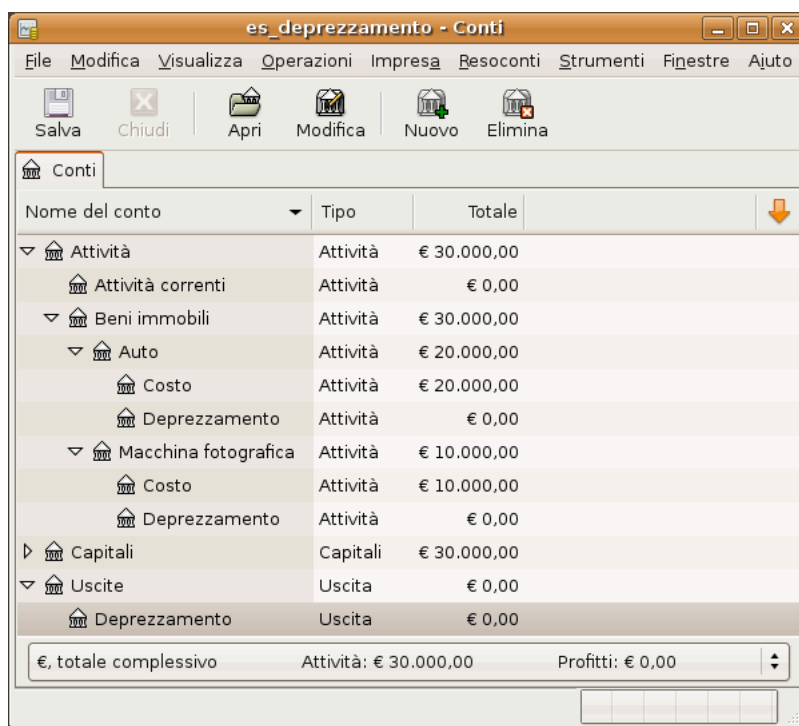 es_deprezzamento - Conti
File Modifica Visualizza Operazioni Impresa Resoconti Strumenti Finestre Aiuto
Salva Chiudi Apri Modifica Nuovo Elimina
Conti
Nome del conto Tipo Totale
Attività Attività € 30.000,00
Attività correnti Attività € 0,00
Beni immobili Attività € 30.000,00
Auto Attività € 20.000,00
Costo Attività € 20.000,00
Deprezzamento Attività € 0,00
Macchina fotografica Attività € 10.000,00
Costo Attività € 10.000,00
Deprezzamento Attività € 0,00
Capitali Capitali € 30.000,00
Uscite Uscita € 0,00
Deprezzamento Uscita € 0,00
€, totale complessivo Attività: € 30.000,00 Profitti: € 0,00